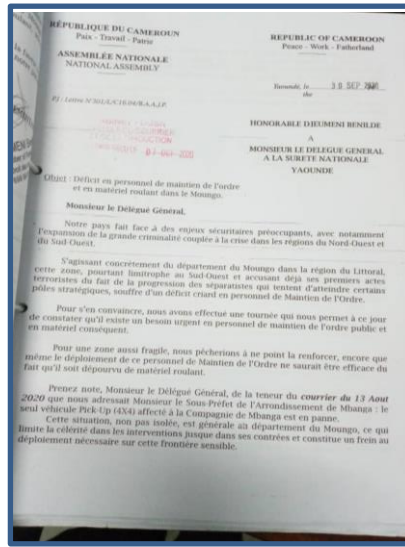 RÉPUBLIQUE DU CAMEROUN
Paix - Travail - Patrie
ASSEMBLÉE NATIONALE
NATIONAL ASSEMBLY
REPUBLIC OF CAMEROON
Peace - Work - Fatherland
Yaoundé, le 30 SEP 2020
the
HONORABLE DJEUMENI BENILDE
A
MONSIEUR LE DELEGUE GENERAL
A LA SURETE NATIONALE
YAOUNDE
Objet : Déficit en personnel de maintien de l'ordre
et en matériel roulant dans le Moungo.
Monsieur le Délégué Général,
Notre pays fait face à des enjeux sécuritaires préoccupants, avec notamment
l'expansion de la grande criminalité couplée à la crise dans les régions du Nord-Ouest et
du Sud-Ouest.
S'agissant concrètement du département du Moungo dans la région du Littoral,
cette zone, pourtant limitrophe au Sud-Ouest et accusant déjà ses premiers actes
terroristes du fait de la progression des séparatistes qui tentent d'atteindre certains
pôles stratégiques, souffre d'un déficit criard en personnel de Maintien de l'Ordre.
Pour s'en convaincre, nous avons effectué une tournée qui nous permet à ce jour
de constater qu'il existe un besoin urgent en personnel de maintien de l'ordre public et
en matériel conséquent.
Pour une zone aussi fragile, nous pécherions à ne point la renforcer, encore que
même le déploiement de ce personnel de Maintien de l'Ordre ne saurait être efficace du
fait qu'il soit dépourvu de matériel roulant.
Prenez note, Monsieur le Délégué Général, de la teneur du courrier du 13 Aout
2020 que nous adressait Monsieur le Sous-Préfet de l'Arrondissement de Mbanga : le
seul véhicule Pick-Up (4X4) affecté à la Compagnie de Mbanga est en panne.
Cette situation, non pas isolée, est générale au département du Moungo, ce qui
limite la célérité dans les interventions jusque dans ses contrées et constitue un frein au
déploiement nécessaire sur cette frontière sensible.